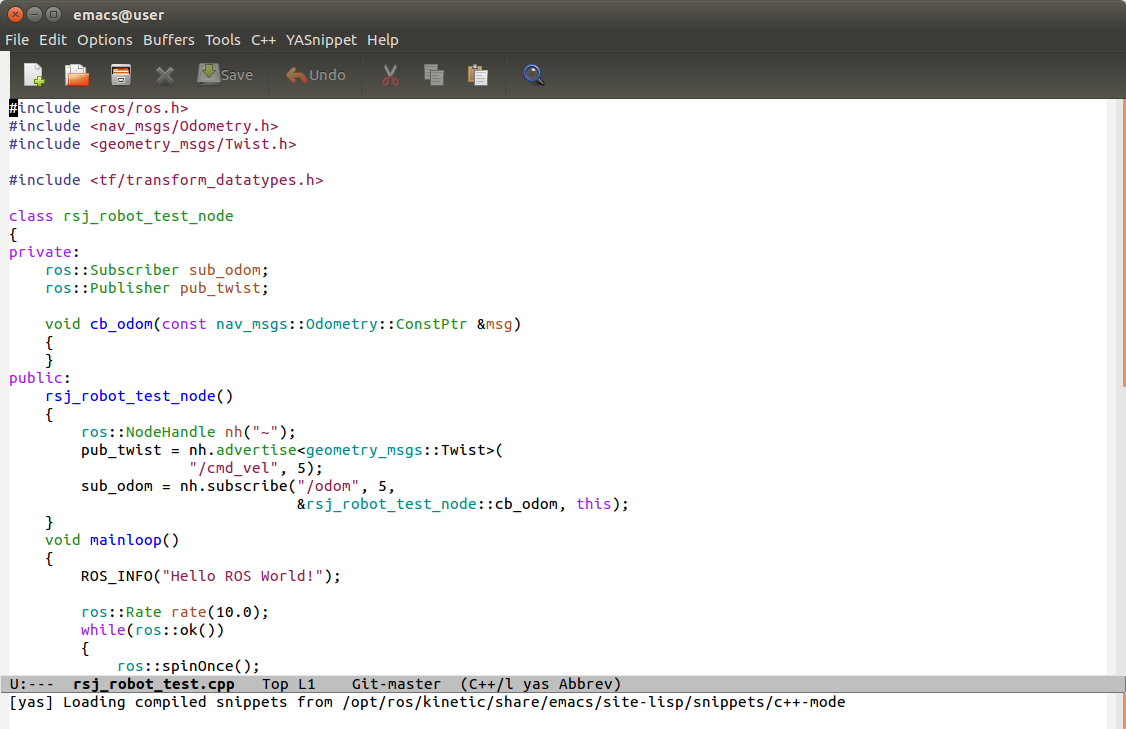 emacs@user
File Edit Options Buffers Tools C++ YASnippet Help
Save Undo
#include <ros/ros.h>
#include <nav_msgs/Odometry.h>
#include <geometry_msgs/Twist.h>

#include <tf/transform_datatypes.h>

class rsj_robot_test_node
{
private:
    ros::Subscriber sub_odom;
    ros::Publisher pub_twist;

    void cb_odom(const nav_msgs::Odometry::ConstPtr &msg)
    {
    }
public:
    rsj_robot_test_node()
    {
        ros::NodeHandle nh("~");
        pub_twist = nh.advertise<geometry_msgs::Twist>(
                    "/cmd_vel", 5);
        sub_odom = nh.subscribe("/odom", 5,
                                &rsj_robot_test_node::cb_odom, this);
    }
    void mainloop()
    {
        ROS_INFO("Hello ROS World!");

        ros::Rate rate(10.0);
        while(ros::ok())
        {
            ros::spinOnce();
U:---  rsj_robot_test.cpp   Top L1    Git-master  (C++/l yas Abbrev)
[yas] Loading compiled snippets from /opt/ros/kinetic/share/emacs/site-lisp/snippets/c++-mode